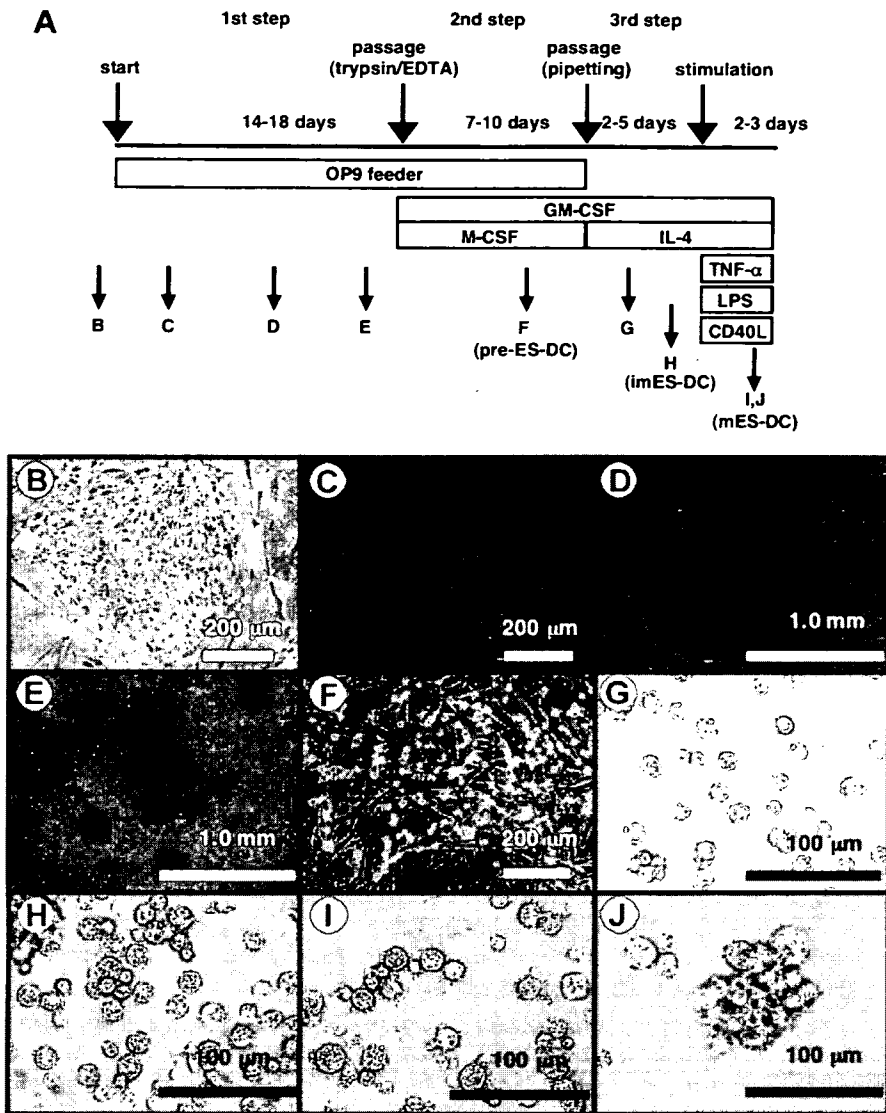 A
1st step 2nd step 3rd step
start
passage (trypsin/EDTA)
passage (pipetting)
stimulation
14-18 days 7-10 days 2-5 days 2-3 days
OP9 feeder
GM-CSF
M-CSF IL-4
TNF-α
LPS
CD40L
B C D E F G
(pre-ES-DC)
H
(imES-DC)
I,J
(mES-DC)
B C D
200 μm 200 μm 1.0 mm
E F G
1.0 mm 200 μm 100 μm
H I J
100 μm 100 μm 100 μm